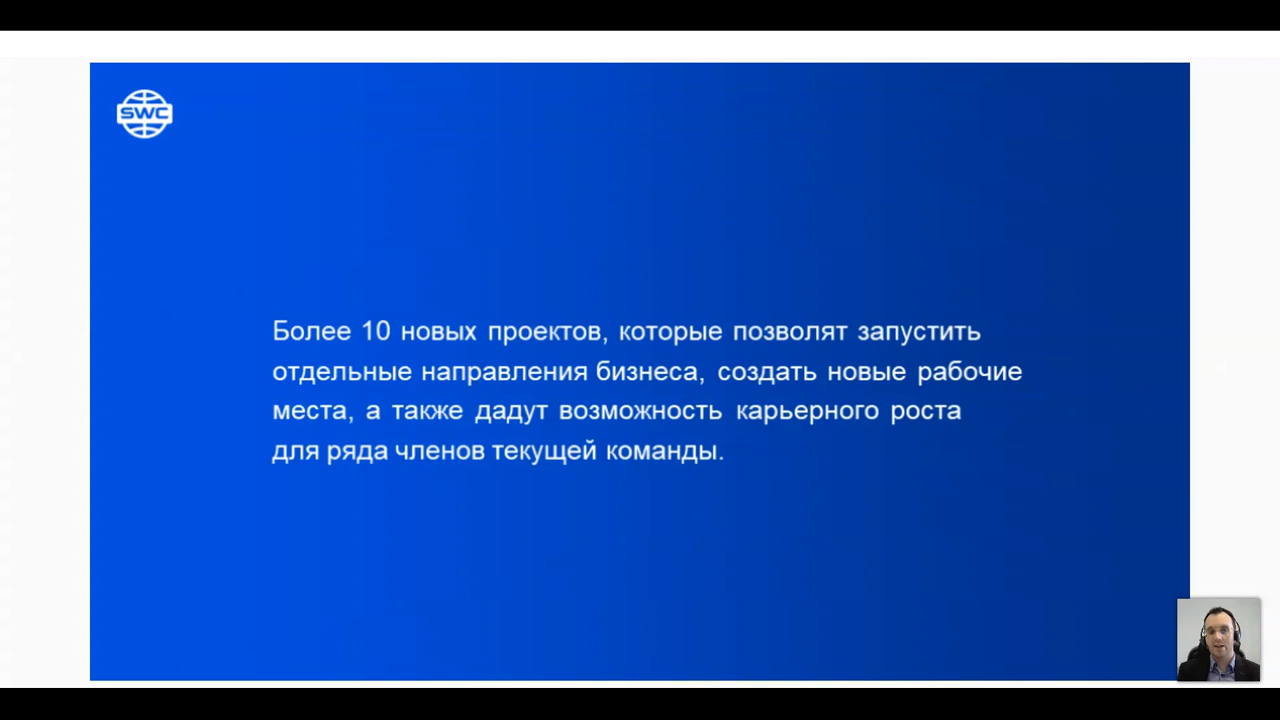 SWC
Более 10 новых проектов, которые позволят запустить
отдельные направления бизнеса, создать новые рабочие
места, а также дадут возможность карьерного роста
для ряда членов текущей команды.